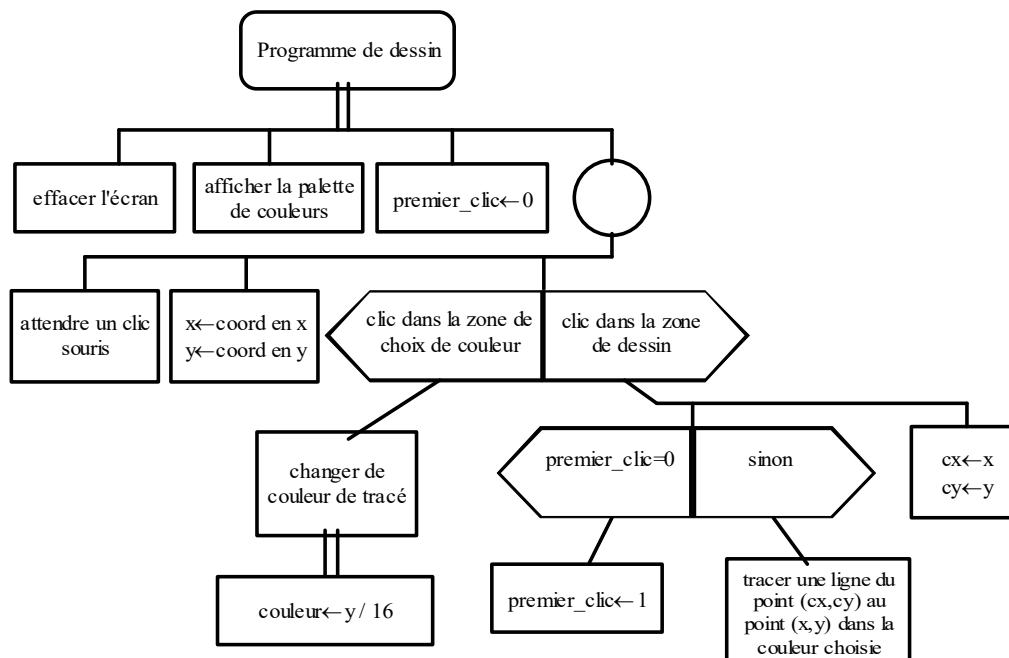 Programme de dessin
effacer l'écran
afficher la palette
de couleurs
premier_clic←0
attendre un clic
souris
x←coord en x
y←coord en y
clic dans la zone de
choix de couleur
clic dans la zone
de dessin
changer de
couleur de tracé
premier_clic=0
sinon
cx←x
cy←y
couleur←y / 16
premier_clic←1
tracer une ligne du
point (cx,cy) au
point (x,y) dans la
couleur choisie